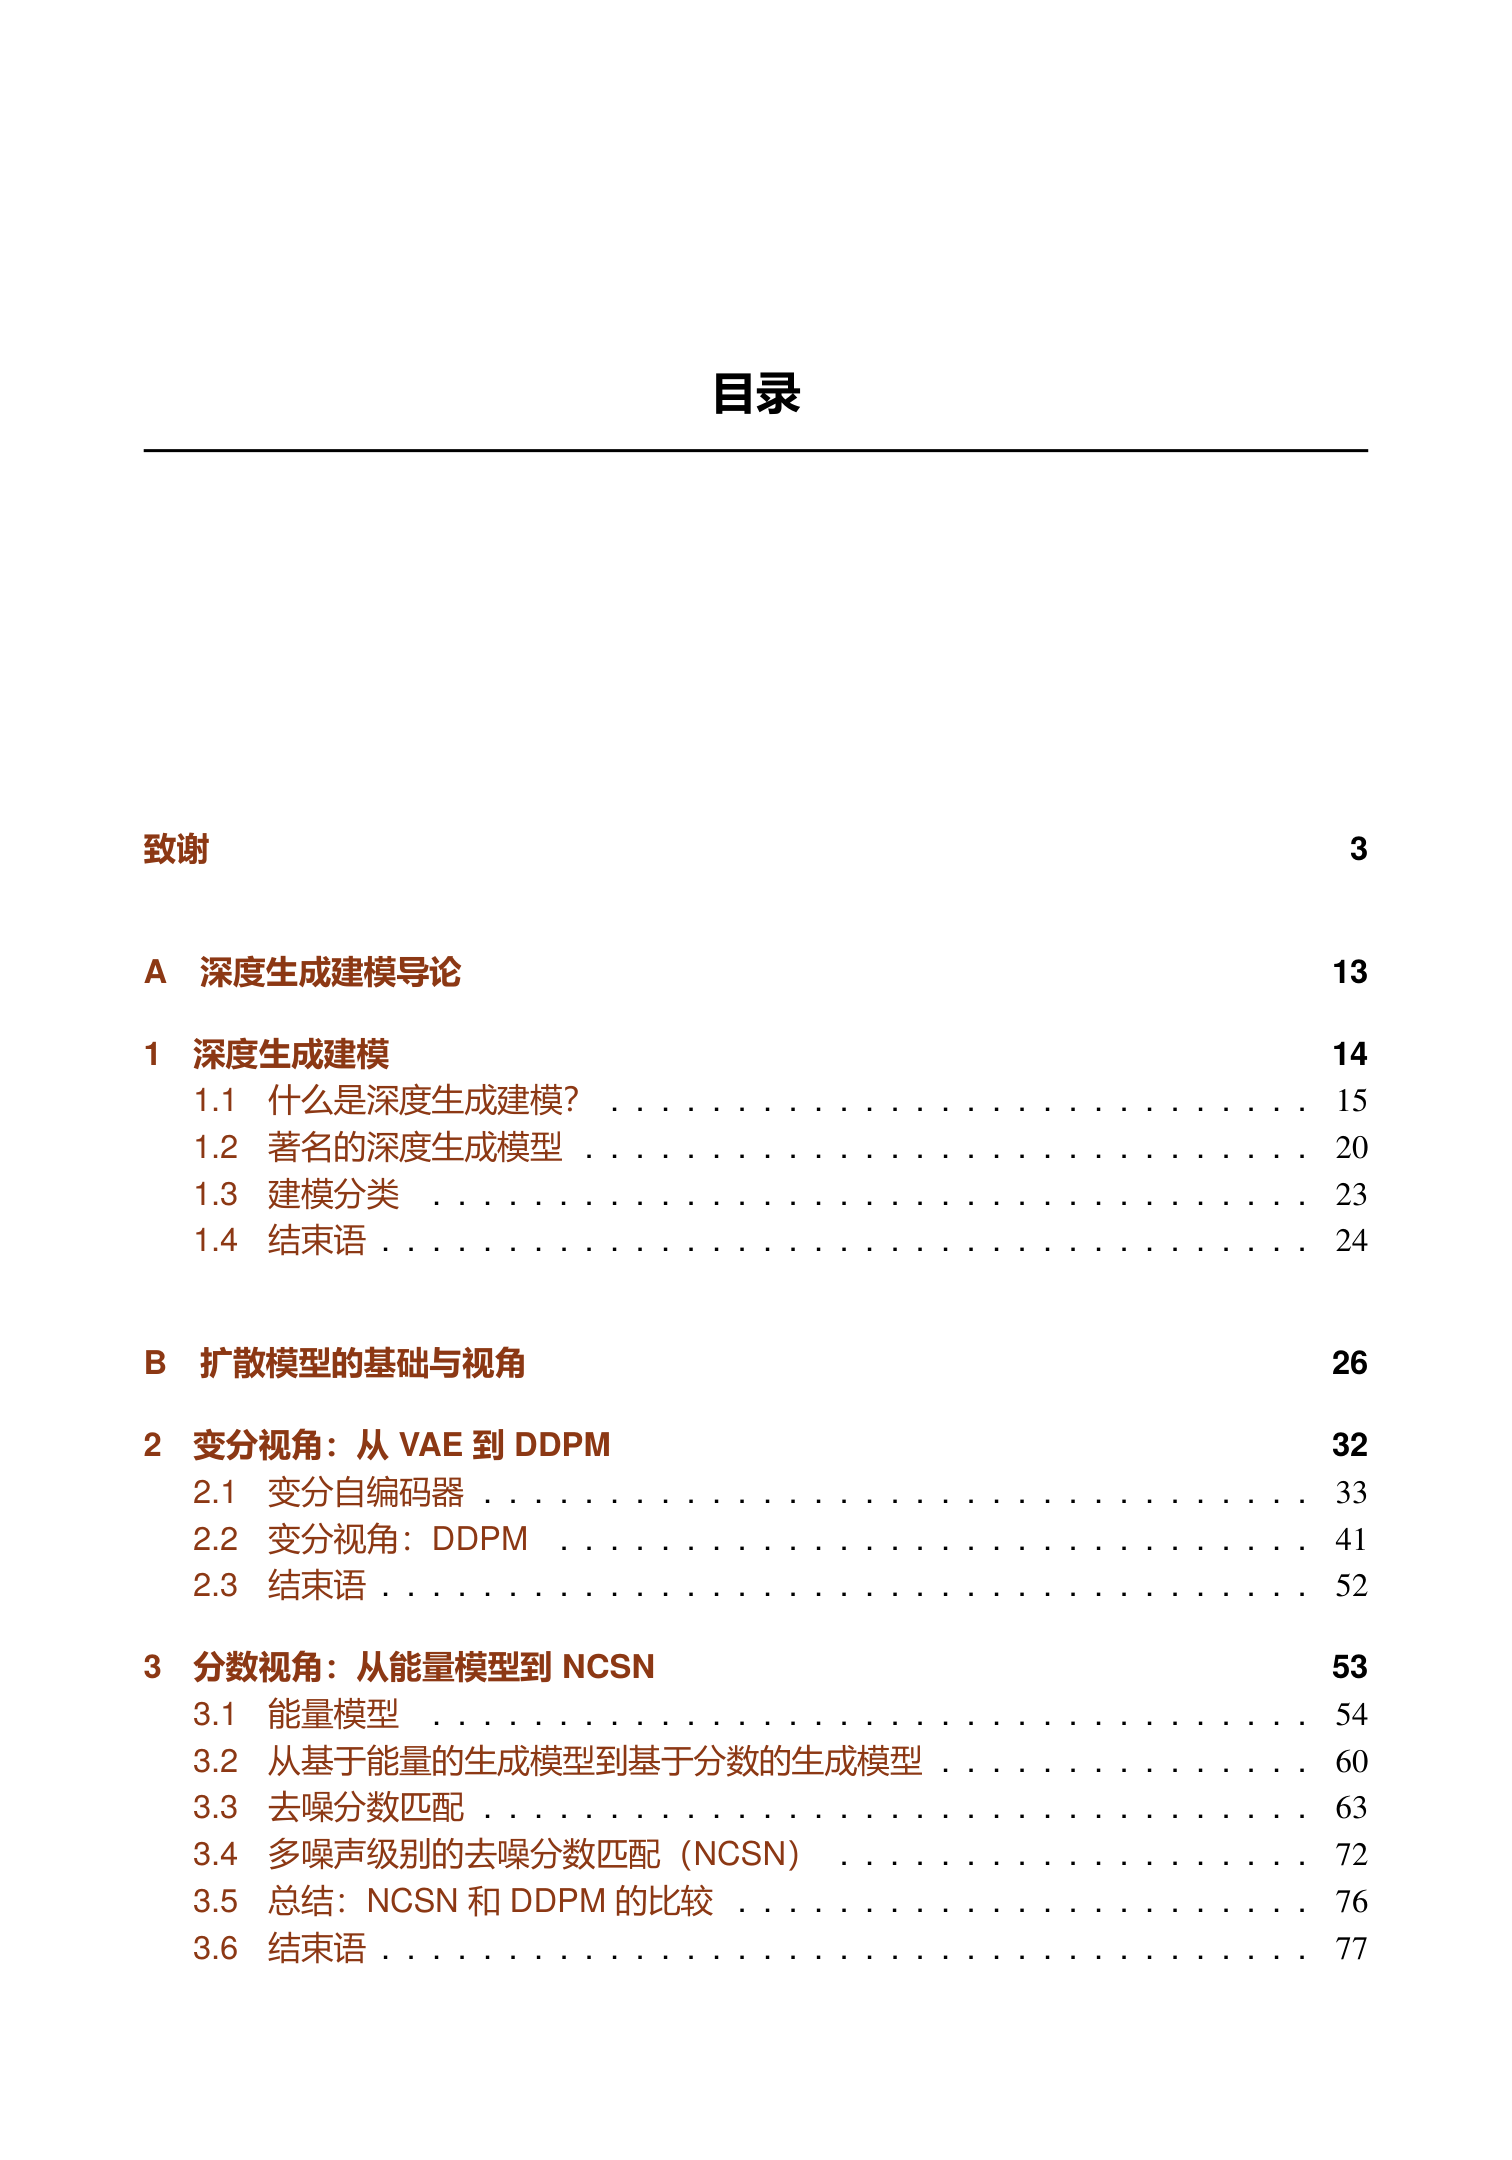 目录
致谢 3
A 深度生成建模导论 13
1 深度生成建模 14
1.1 什么是深度生成建模？ . . . . . . . . . . . . . . . . . . . . . . . . . . . . 15
1.2 著名的深度生成模型 . . . . . . . . . . . . . . . . . . . . . . . . . . . . . 20
1.3 建模分类 . . . . . . . . . . . . . . . . . . . . . . . . . . . . . . . . . . . 23
1.4 结束语 . . . . . . . . . . . . . . . . . . . . . . . . . . . . . . . . . . . . . 24
B 扩散模型的基础与视角 26
2 变分视角：从 VAE 到 DDPM 32
2.1 变分自编码器 . . . . . . . . . . . . . . . . . . . . . . . . . . . . . . . . . 33
2.2 变分视角：DDPM . . . . . . . . . . . . . . . . . . . . . . . . . . . . . . 41
2.3 结束语 . . . . . . . . . . . . . . . . . . . . . . . . . . . . . . . . . . . . . 52
3 分数视角：从能量模型到 NCSN 53
3.1 能量模型 . . . . . . . . . . . . . . . . . . . . . . . . . . . . . . . . . . . 54
3.2 从基于能量的生成模型到基于分数的生成模型 . . . . . . . . . . . . . . . 60
3.3 去噪分数匹配 . . . . . . . . . . . . . . . . . . . . . . . . . . . . . . . . . 63
3.4 多噪声级别的去噪分数匹配（NCSN） . . . . . . . . . . . . . . . . . . . 72
3.5 总结：NCSN 和 DDPM 的比较 . . . . . . . . . . . . . . . . . . . . . . . 76
3.6 结束语 . . . . . . . . . . . . . . . . . . . . . . . . . . . . . . . . . . . . . 77